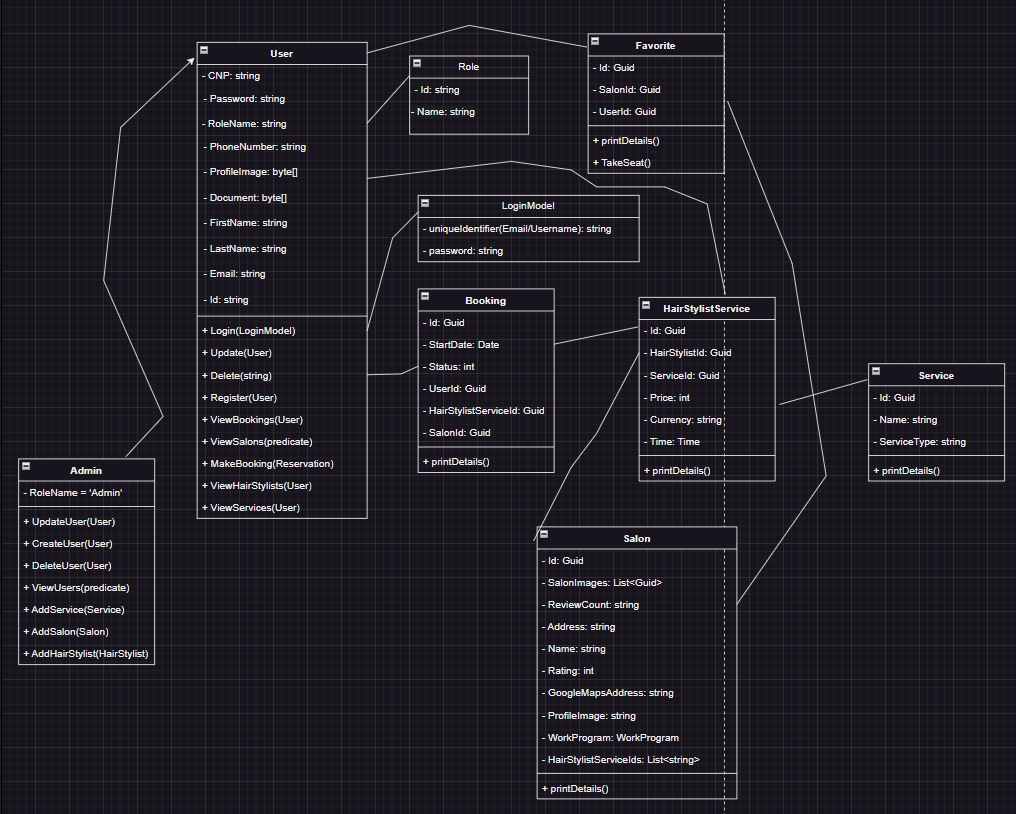 User
- CNP: string
- Password: string
- RoleName: string
- PhoneNumber: string
- ProfileImage: byte[]
- Document: byte[]
- FirstName: string
- LastName: string
- Email: string
- Id: string
+ Login(LoginModel)
+ Update(User)
+ Delete(string)
+ Register(User)
+ ViewBookings(User)
+ ViewSalons(predicate)
+ MakeBooking(Reservation)
+ ViewHairStylists(User)
+ ViewServices(User)
Role
- Id: string
- Name: string
Favorite
- Id: Guid
- SalonId: Guid
- UserId: Guid
+ printDetails()
+ TakeSeat()
LoginModel
- uniqueIdentifier(Email/Username): string
- password: string
Booking
- Id: Guid
- StartDate: Date
- Status: int
- UserId: Guid
- HairStylistServiceId: Guid
- SalonId: Guid
+ printDetails()
HairStylistService
- Id: Guid
- HairStylistId: Guid
- ServiceId: Guid
- Price: int
- Currency: string
- Time: Time
+ printDetails()
Service
- Id: Guid
- Name: string
- ServiceType: string
+ printDetails()
Admin
- RoleName = 'Admin'
+ UpdateUser(User)
+ CreateUser(User)
+ DeleteUser(User)
+ ViewUsers(predicate)
+ AddService(Service)
+ AddSalon(Salon)
+ AddHairStylist(HairStylist)
Salon
- Id: Guid
- SalonImages: List<Guid>
- ReviewCount: string
- Address: string
- Name: string
- Rating: int
- GoogleMapsAddress: string
- ProfileImage: string
- WorkProgram: WorkProgram
- HairStylistServiceIds: List<string>
+ printDetails()